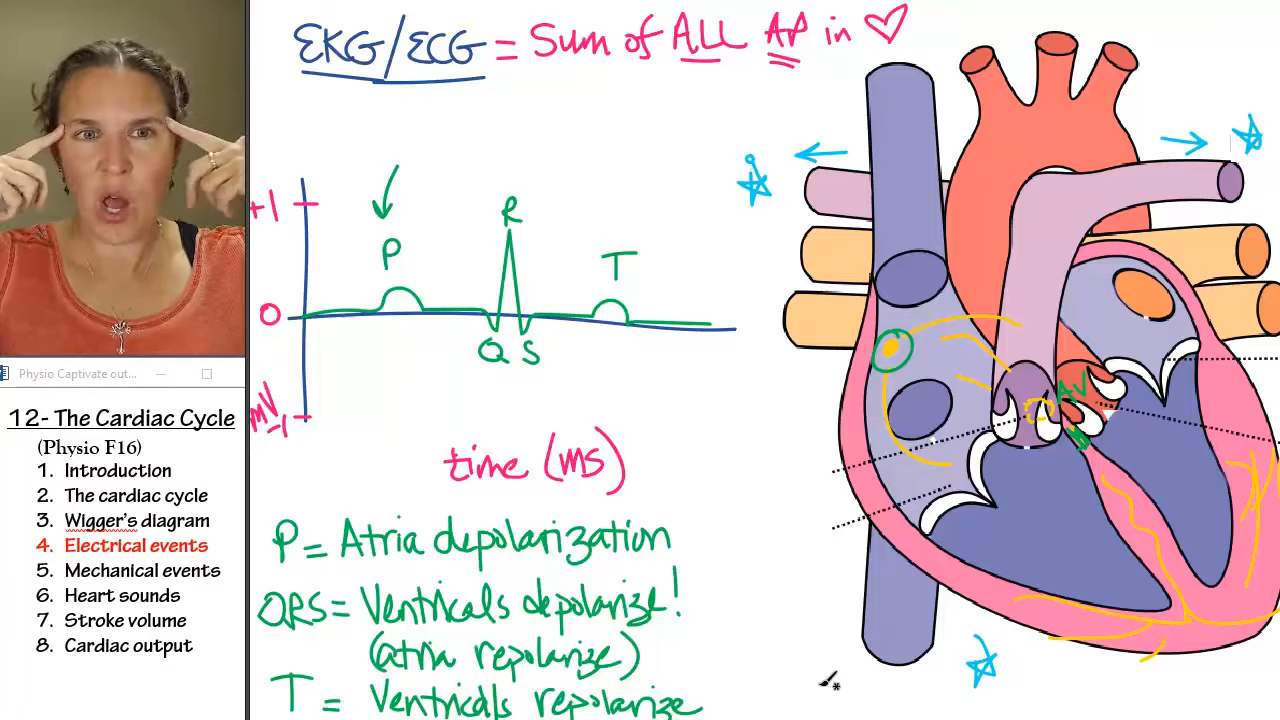 EKG/ECG = Sum of ALL AP in
+1
R
P
T
0
Q S
mV
-1
AV
time (ms)
P = Atria depolarization
QRS = Ventricals depolarize!
(atria repolarize)
T = Ventricals repolarize
Physio Captivate out...
12- The Cardiac Cycle
(Physio F16)
1. Introduction
2. The cardiac cycle
3. Wigger's diagram
4. Electrical events
5. Mechanical events
6. Heart sounds
7. Stroke volume
8. Cardiac output